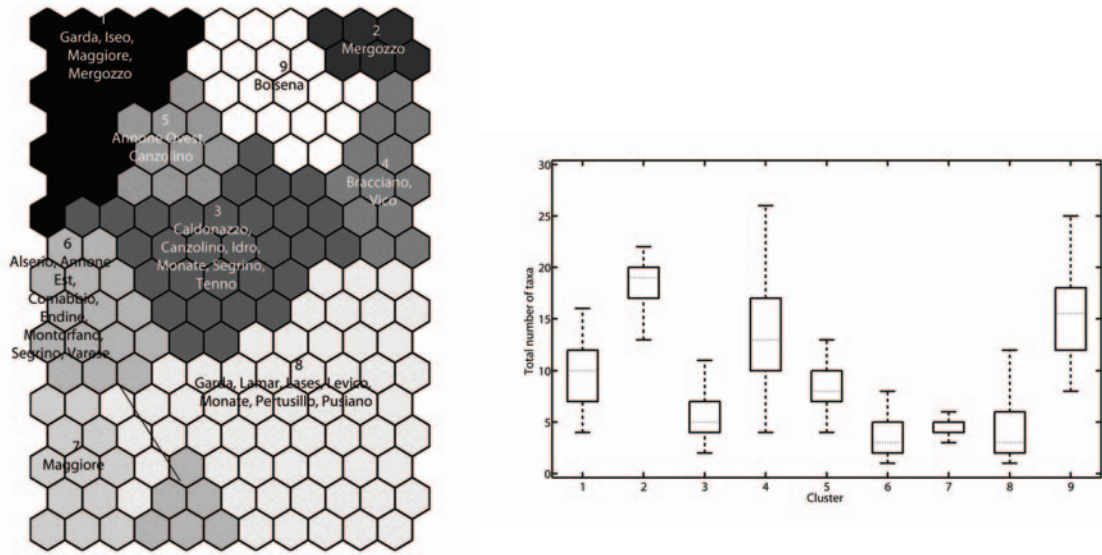 1
Garda, Iseo,
Maggiore,
Mergozzo
2
Mergozzo
9
Bolsena
5
Annone Ovest,
Canzolino
4
Bracciano,
Vico
3
Caldonazzo,
Canzolino, Idro,
Monate, Segrino,
Tenno
6
Alserio, Annone
Est,
Comabbio,
Endine,
Montorfano,
Segrino, Varese
8
Garda, Lamar, Lases, Levico,
Monate, Pertusillo, Pusiano
7
Maggiore
Total number of taxa
30
25
20
15
10
5
0
1 2 3 4 5 6 7 8 9
Cluster